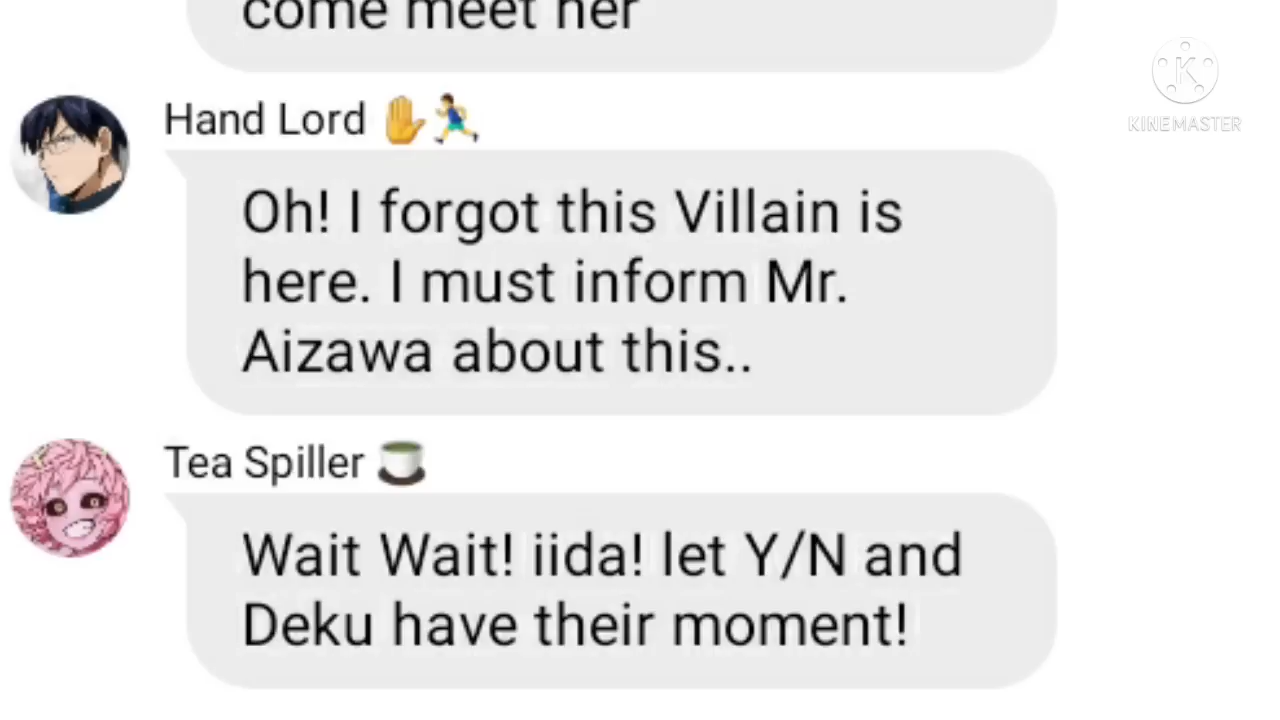 come meet her
Hand Lord ✋🏃‍♂️
Oh! I forgot this Villain is
here. I must inform Mr.
Aizawa about this..
Tea Spiller 🍵
Wait Wait! iida! let Y/N and
Deku have their moment!
K
KINEMASTER